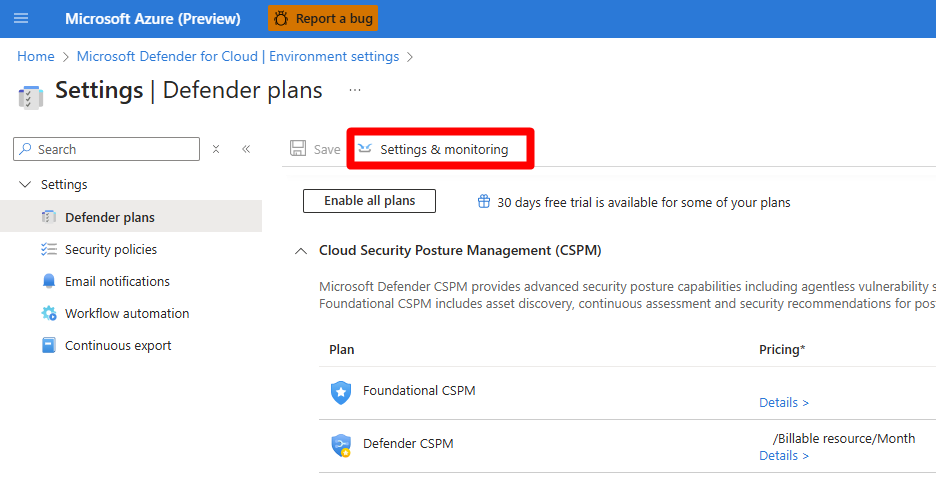 Microsoft Azure (Preview)
Report a bug
Home > Microsoft Defender for Cloud | Environment settings >
Settings | Defender plans ...
Search
Save
Settings & monitoring
Settings
Defender plans
Security policies
Email notifications
Workflow automation
Continuous export
Enable all plans
30 days free trial is available for some of your plans
Cloud Security Posture Management (CSPM)
Microsoft Defender CSPM provides advanced security posture capabilities including agentless vulnerability s
Foundational CSPM includes asset discovery, continuous assessment and security recommendations for pos
Plan Pricing*
Foundational CSPM
Details >
Defender CSPM
/Billable resource/Month
Details >